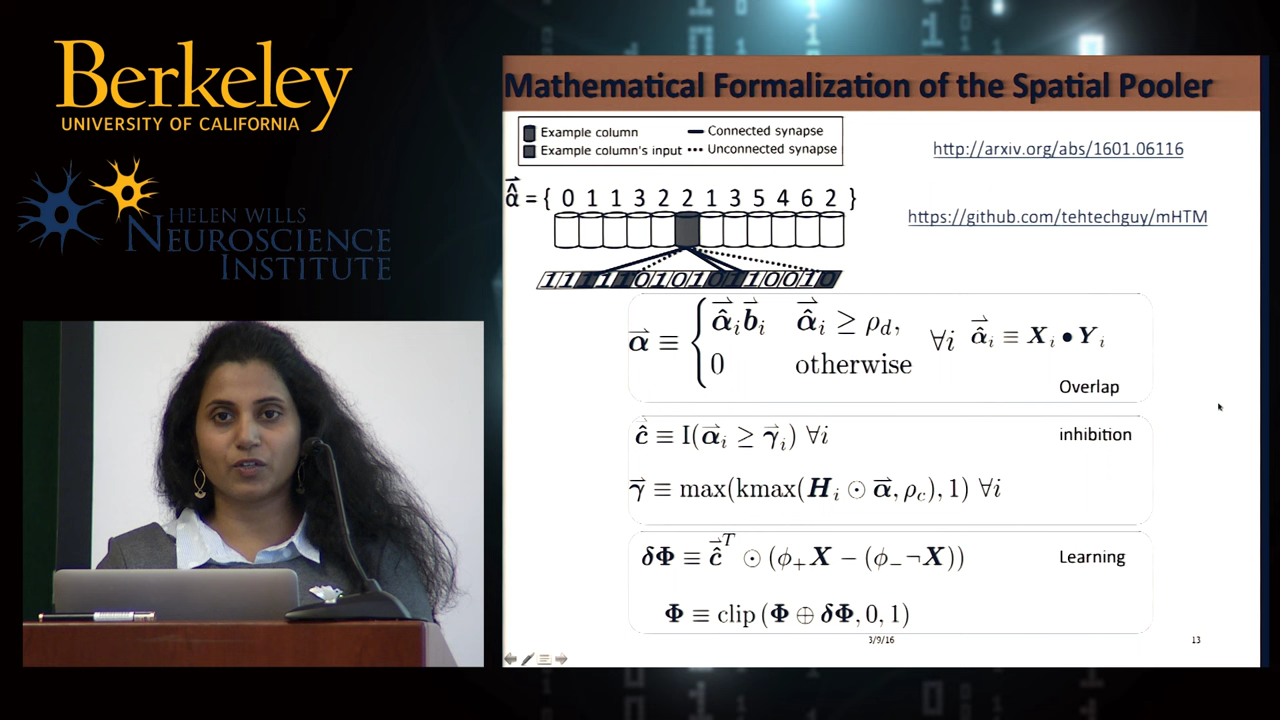 Berkeley
UNIVERSITY OF CALIFORNIA
HELEN WILLS
NEUROSCIENCE
INSTITUTE
Mathematical Formalization of the Spatial Pooler
Example column
Connected synapse
Example column's input
Unconnected synapse
http://arxiv.org/abs/1601.06116
https://github.com/tehtechguy/mHTM
α̂⃗ = { 0 1 1 3 2 2 1 3 5 4 6 2 }
1 1 1 1 0 1 0 1 0 1 1 0 0 1 0
α⃗ ≡ { α̂⃗ᵢb⃗ᵢ α̂⃗ᵢ ≥ ρ_d, ∀i α̂⃗ᵢ ≡ Xᵢ • Yᵢ
0 otherwise
Overlap
ĉ⃗ ≡ I(α⃗ᵢ ≥ γ⃗ᵢ) ∀i
inhibition
γ⃗ ≡ max(kmax(Hᵢ ⊙ α⃗, ρ_c), 1) ∀i
δΦ ≡ ĉ⃗ᵀ ⊙ (ϕ₊X − (ϕ₋¬X))
Learning
Φ ≡ clip (Φ ⊕ δΦ, 0, 1)
3/9/16
13